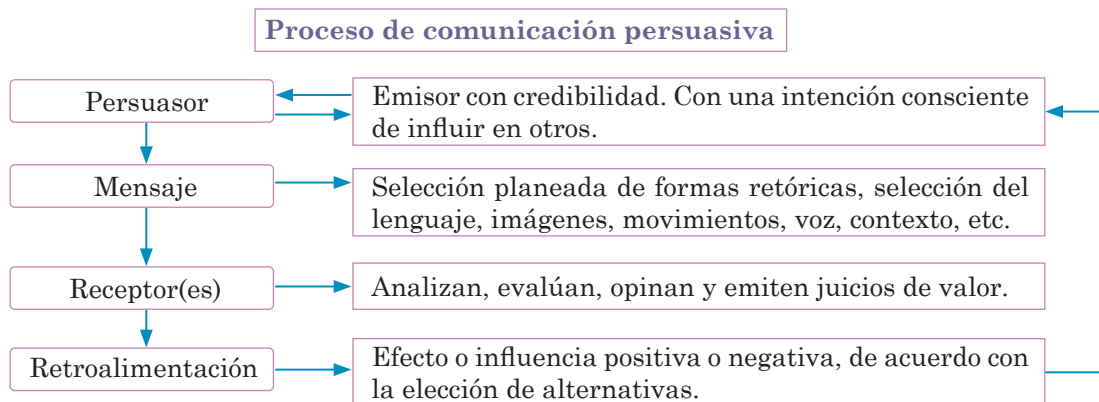 Proceso de comunicación persuasiva
Persuasor
Emisor con credibilidad. Con una intención consciente
de influir en otros.
Mensaje
Selección planeada de formas retóricas, selección del
lenguaje, imágenes, movimientos, voz, contexto, etc.
Receptor(es)
Analizan, evalúan, opinan y emiten juicios de valor.
Retroalimentación
Efecto o influencia positiva o negativa, de acuerdo con
la elección de alternativas.